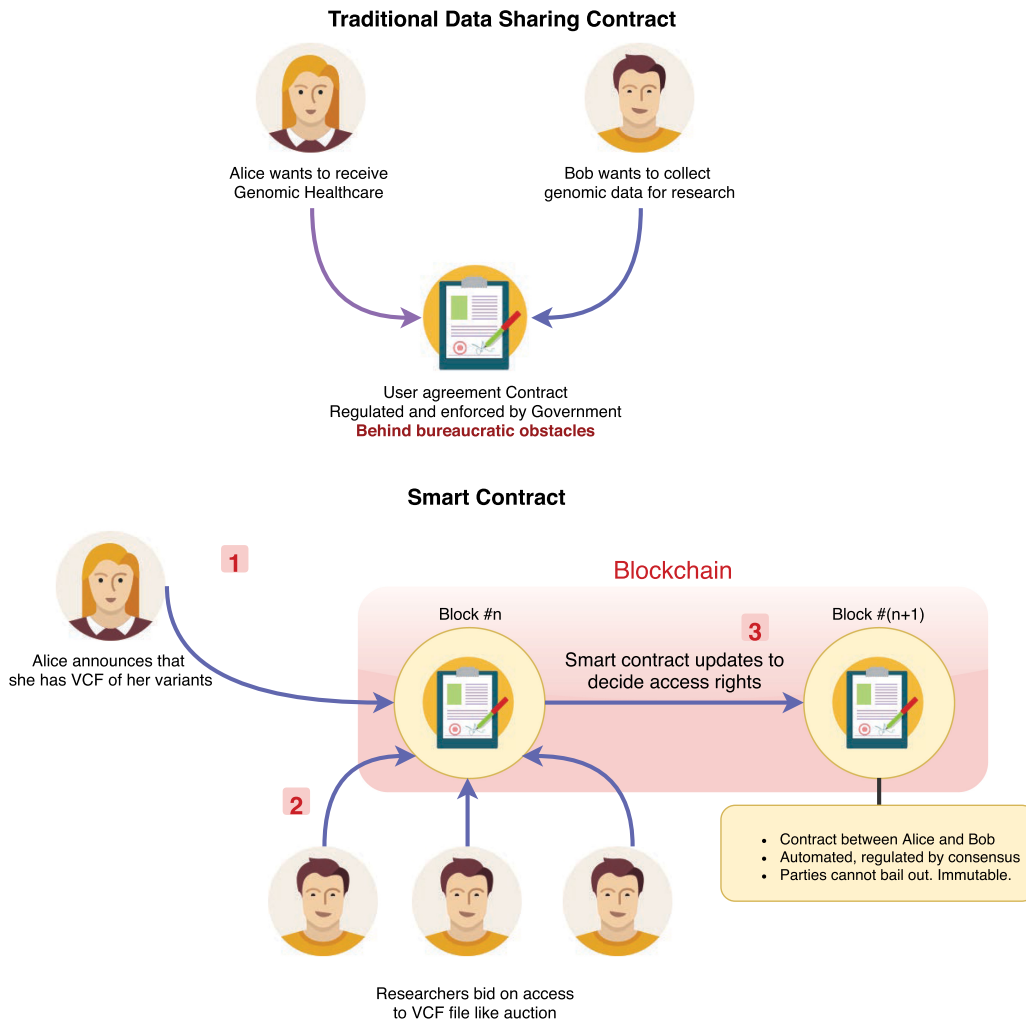 Traditional Data Sharing Contract
Alice wants to receive
Genomic Healthcare
Bob wants to collect
genomic data for research
User agreement Contract
Regulated and enforced by Government
Behind bureaucratic obstacles
Smart Contract
1
Alice announces that
she has VCF of her variants
Blockchain
Block #n
3
Block #(n+1)
Smart contract updates to
decide access rights
2
• Contract between Alice and Bob
• Automated, regulated by consensus
• Parties cannot bail out. Immutable.
Researchers bid on access
to VCF file like auction